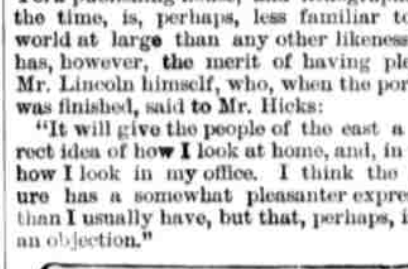 the time, is, perhaps, less familiar to
world at large than any other likeness
has, however, the merit of having ple
Mr. Lincoln himself, who, when the por
was finished, said to Mr. Hicks:
"It will give the people of the east a
rect idea of how I look at home, and, in
how I look in my office. I think the
ure has a somewhat pleasanter expre
than I usually have, but that, perhaps, i
an objection."